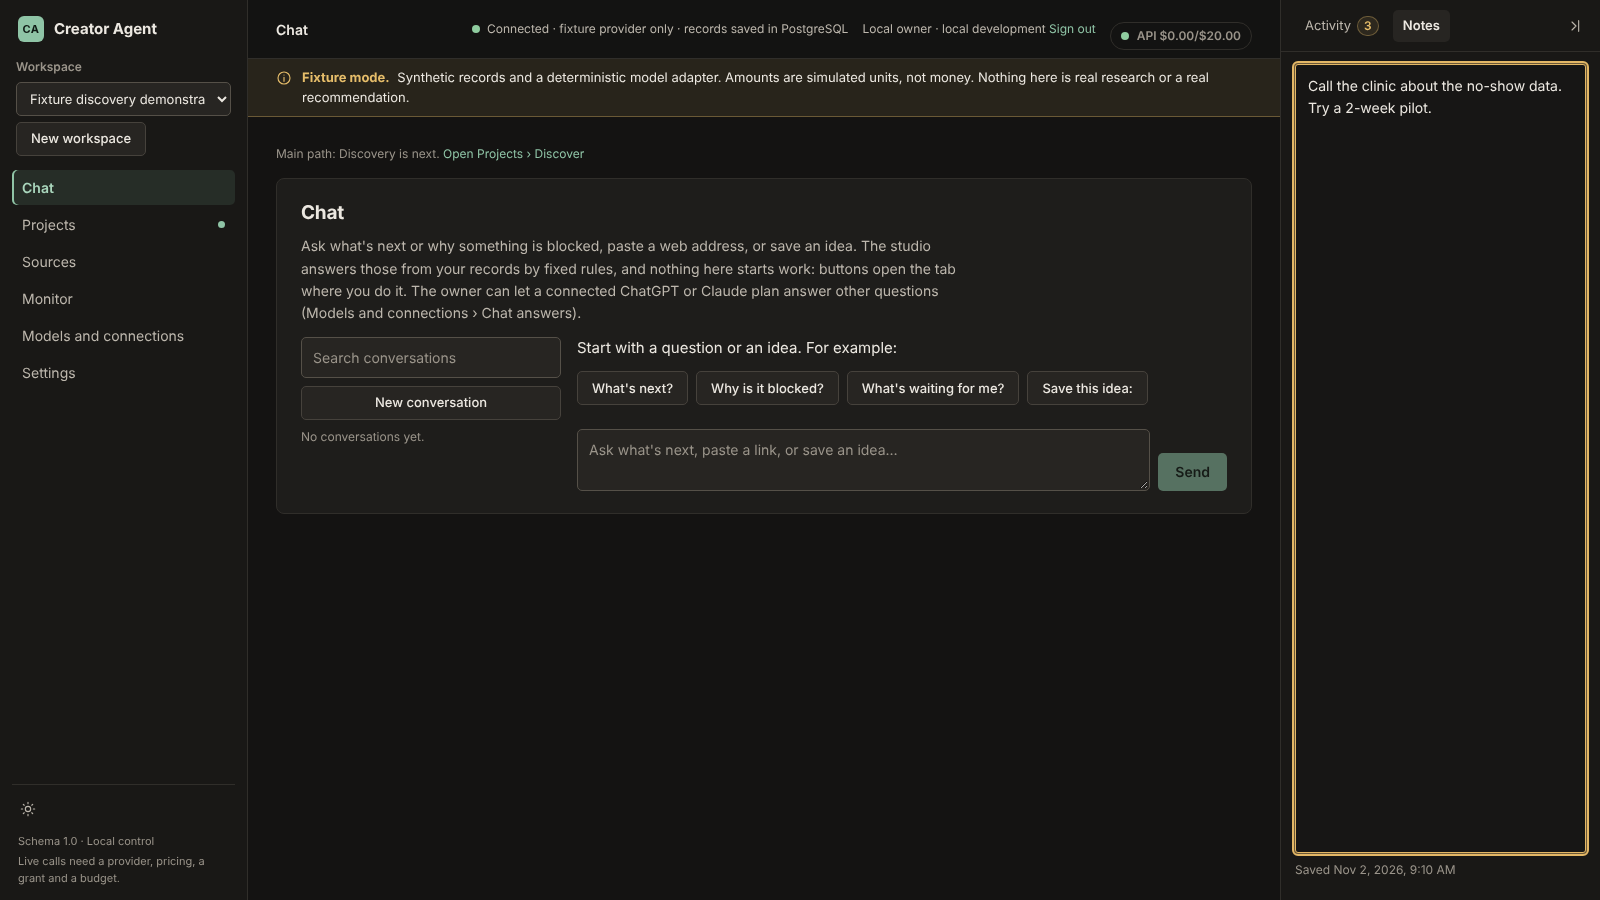 CA Creator Agent
Workspace
Fixture discovery demonstra
New workspace
Chat
Projects
Sources
Monitor
Models and connections
Settings
Schema 1.0 · Local control
Live calls need a provider, pricing, a
grant and a budget.
Chat
Connected · fixture provider only · records saved in PostgreSQL
Local owner · local development Sign out
API $0.00/$20.00
Fixture mode. Synthetic records and a deterministic model adapter. Amounts are simulated units, not money. Nothing here is real research or a real
recommendation.
Main path: Discovery is next. Open Projects › Discover
Chat
Ask what's next or why something is blocked, paste a web address, or save an idea. The studio
answers those from your records by fixed rules, and nothing here starts work: buttons open the tab
where you do it. The owner can let a connected ChatGPT or Claude plan answer other questions
(Models and connections › Chat answers).
Search conversations
New conversation
No conversations yet.
Start with a question or an idea. For example:
What's next?
Why is it blocked?
What's waiting for me?
Save this idea:
Ask what's next, paste a link, or save an idea...
Send
Activity 3
Notes
Call the clinic about the no-show data.
Try a 2-week pilot.
Saved Nov 2, 2026, 9:10 AM